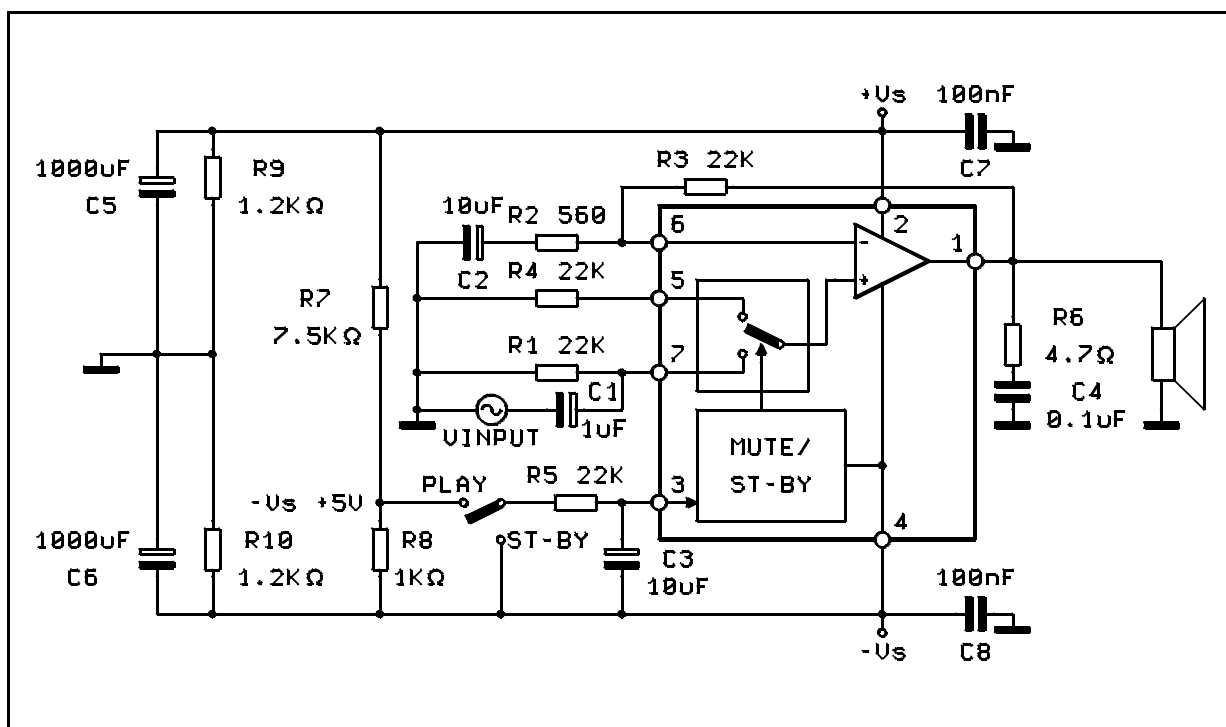 +Vs
100nF
C7
R3 22K
1000uF
C5
R9
1.2KΩ
10uF
C2
R2 560
6
2
1
-
+
R4 22K
5
R7
7.5KΩ
R1 22K
7
C1
1uF
VINPUT
R6
4.7Ω
C4
0.1uF
MUTE/
ST-BY
PLAY
R5 22K
3
-Vs +5V
ST-BY
4
1000uF
C6
R10
1.2KΩ
R8
1KΩ
C3
10uF
100nF
C8
-Vs